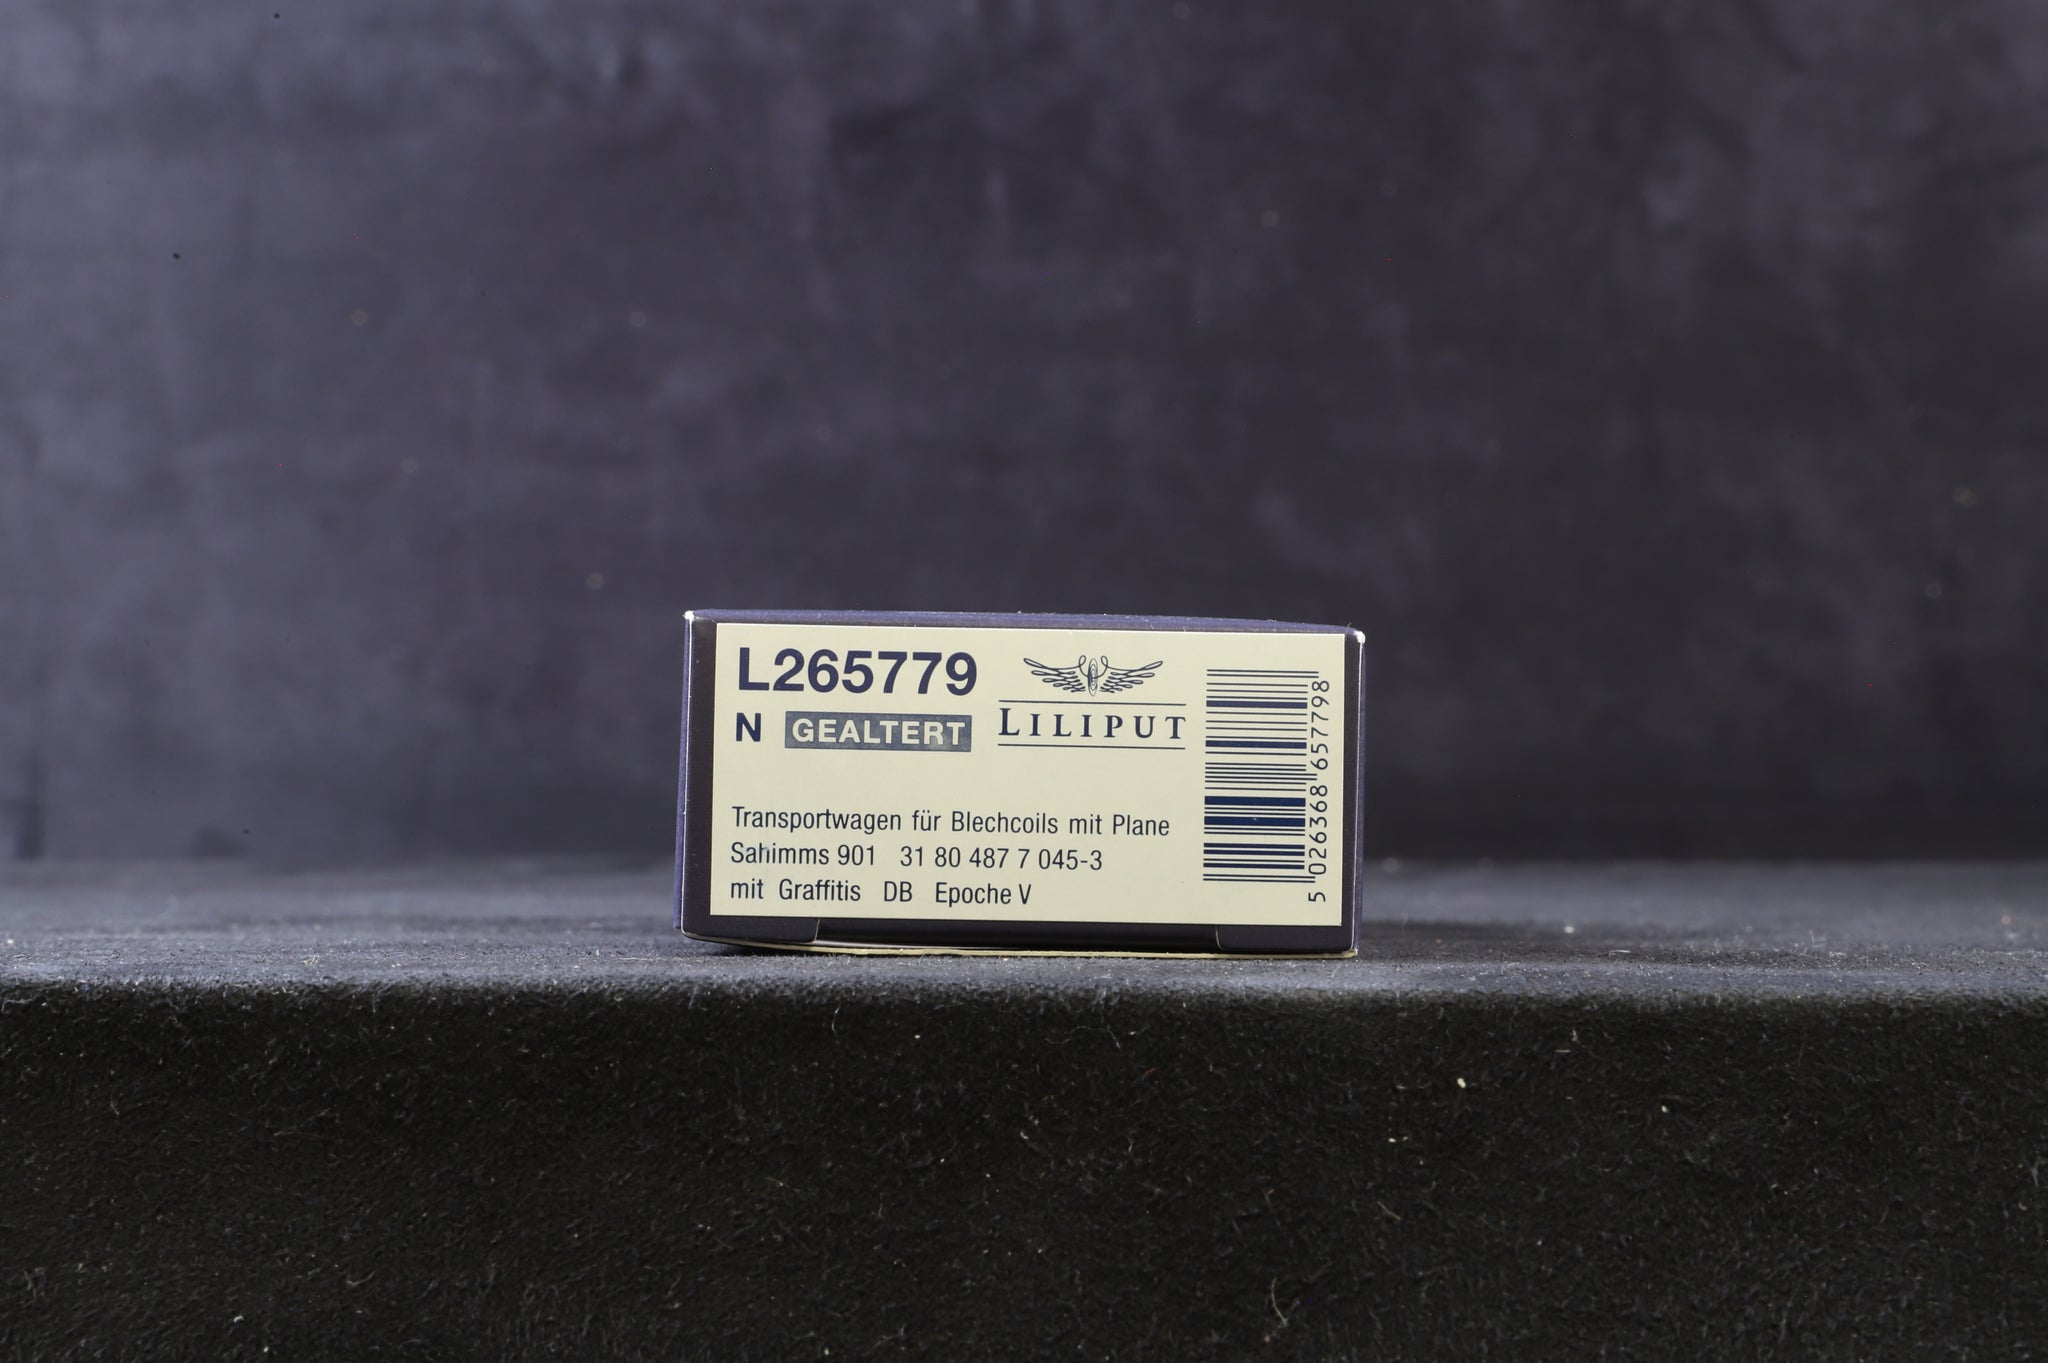 L265779
N GEALTERT
LILIPUT
Transportwagen für Blechcoils mit Plane
Sahimms 901 31 80 487 7 045-3
mit Graffitis DB Epoche V
5 026368 657798